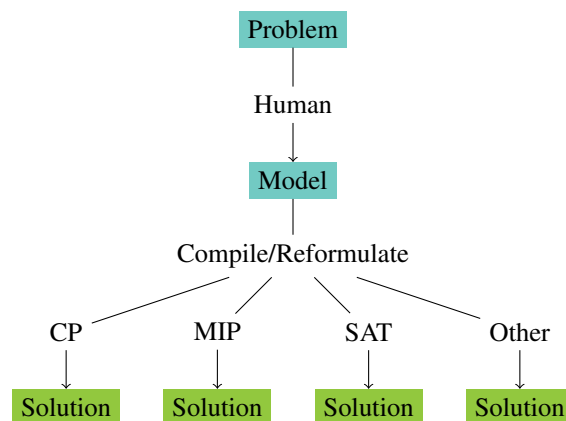 Problem
Human
Model
Compile/Reformulate
CP MIP SAT Other
Solution Solution Solution Solution